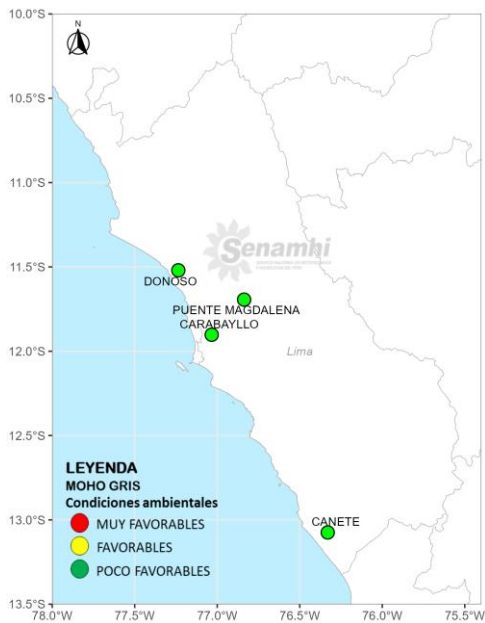 10.0°S
N
10.5°S
11.0°S
Senamhi
11.5°S
DONOSO
PUENTE MAGDALENA
CARABAYLLO
12.0°S
Lima
12.5°S
LEYENDA
MOHO GRIS
Condiciones ambientales
CANETE
13.0°S
MUY FAVORABLES
FAVORABLES
POCO FAVORABLES
13.5°S
78.0°W 77.5°W 77.0°W 76.5°W 76.0°W 75.5°W